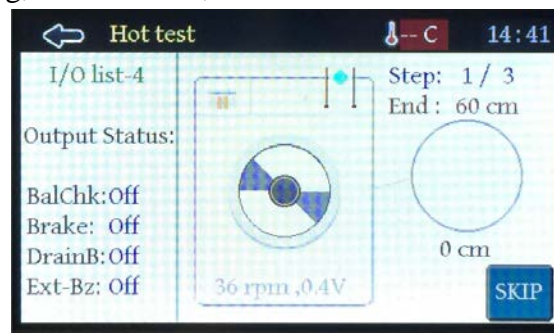 Hot test
-- C
14:41
I/O list-4
Output Status:
BalChk:Off
Brake: Off
DrainB:Off
Ext-Bz: Off
36 rpm ,0.4V
Step: 1 / 3
End : 60 cm
0 cm
SKIP